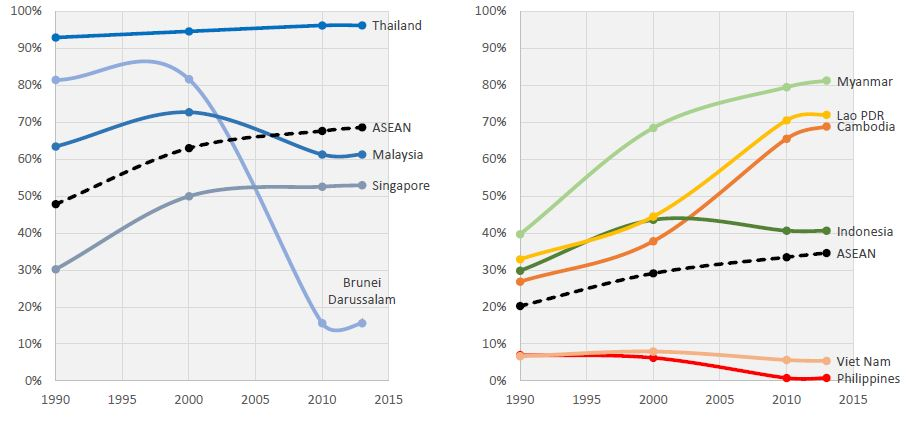 100%
90%
80%
70%
60%
50%
40%
30%
20%
10%
0%
1990
1995
2000
2005
2010
2015
Thailand
ASEAN
Malaysia
Singapore
Brunei
Darussalam
100%
90%
80%
70%
60%
50%
40%
30%
20%
10%
0%
1990
1995
2000
2005
2010
2015
Myanmar
Lao PDR
Cambodia
Indonesia
ASEAN
Viet Nam
Philippines